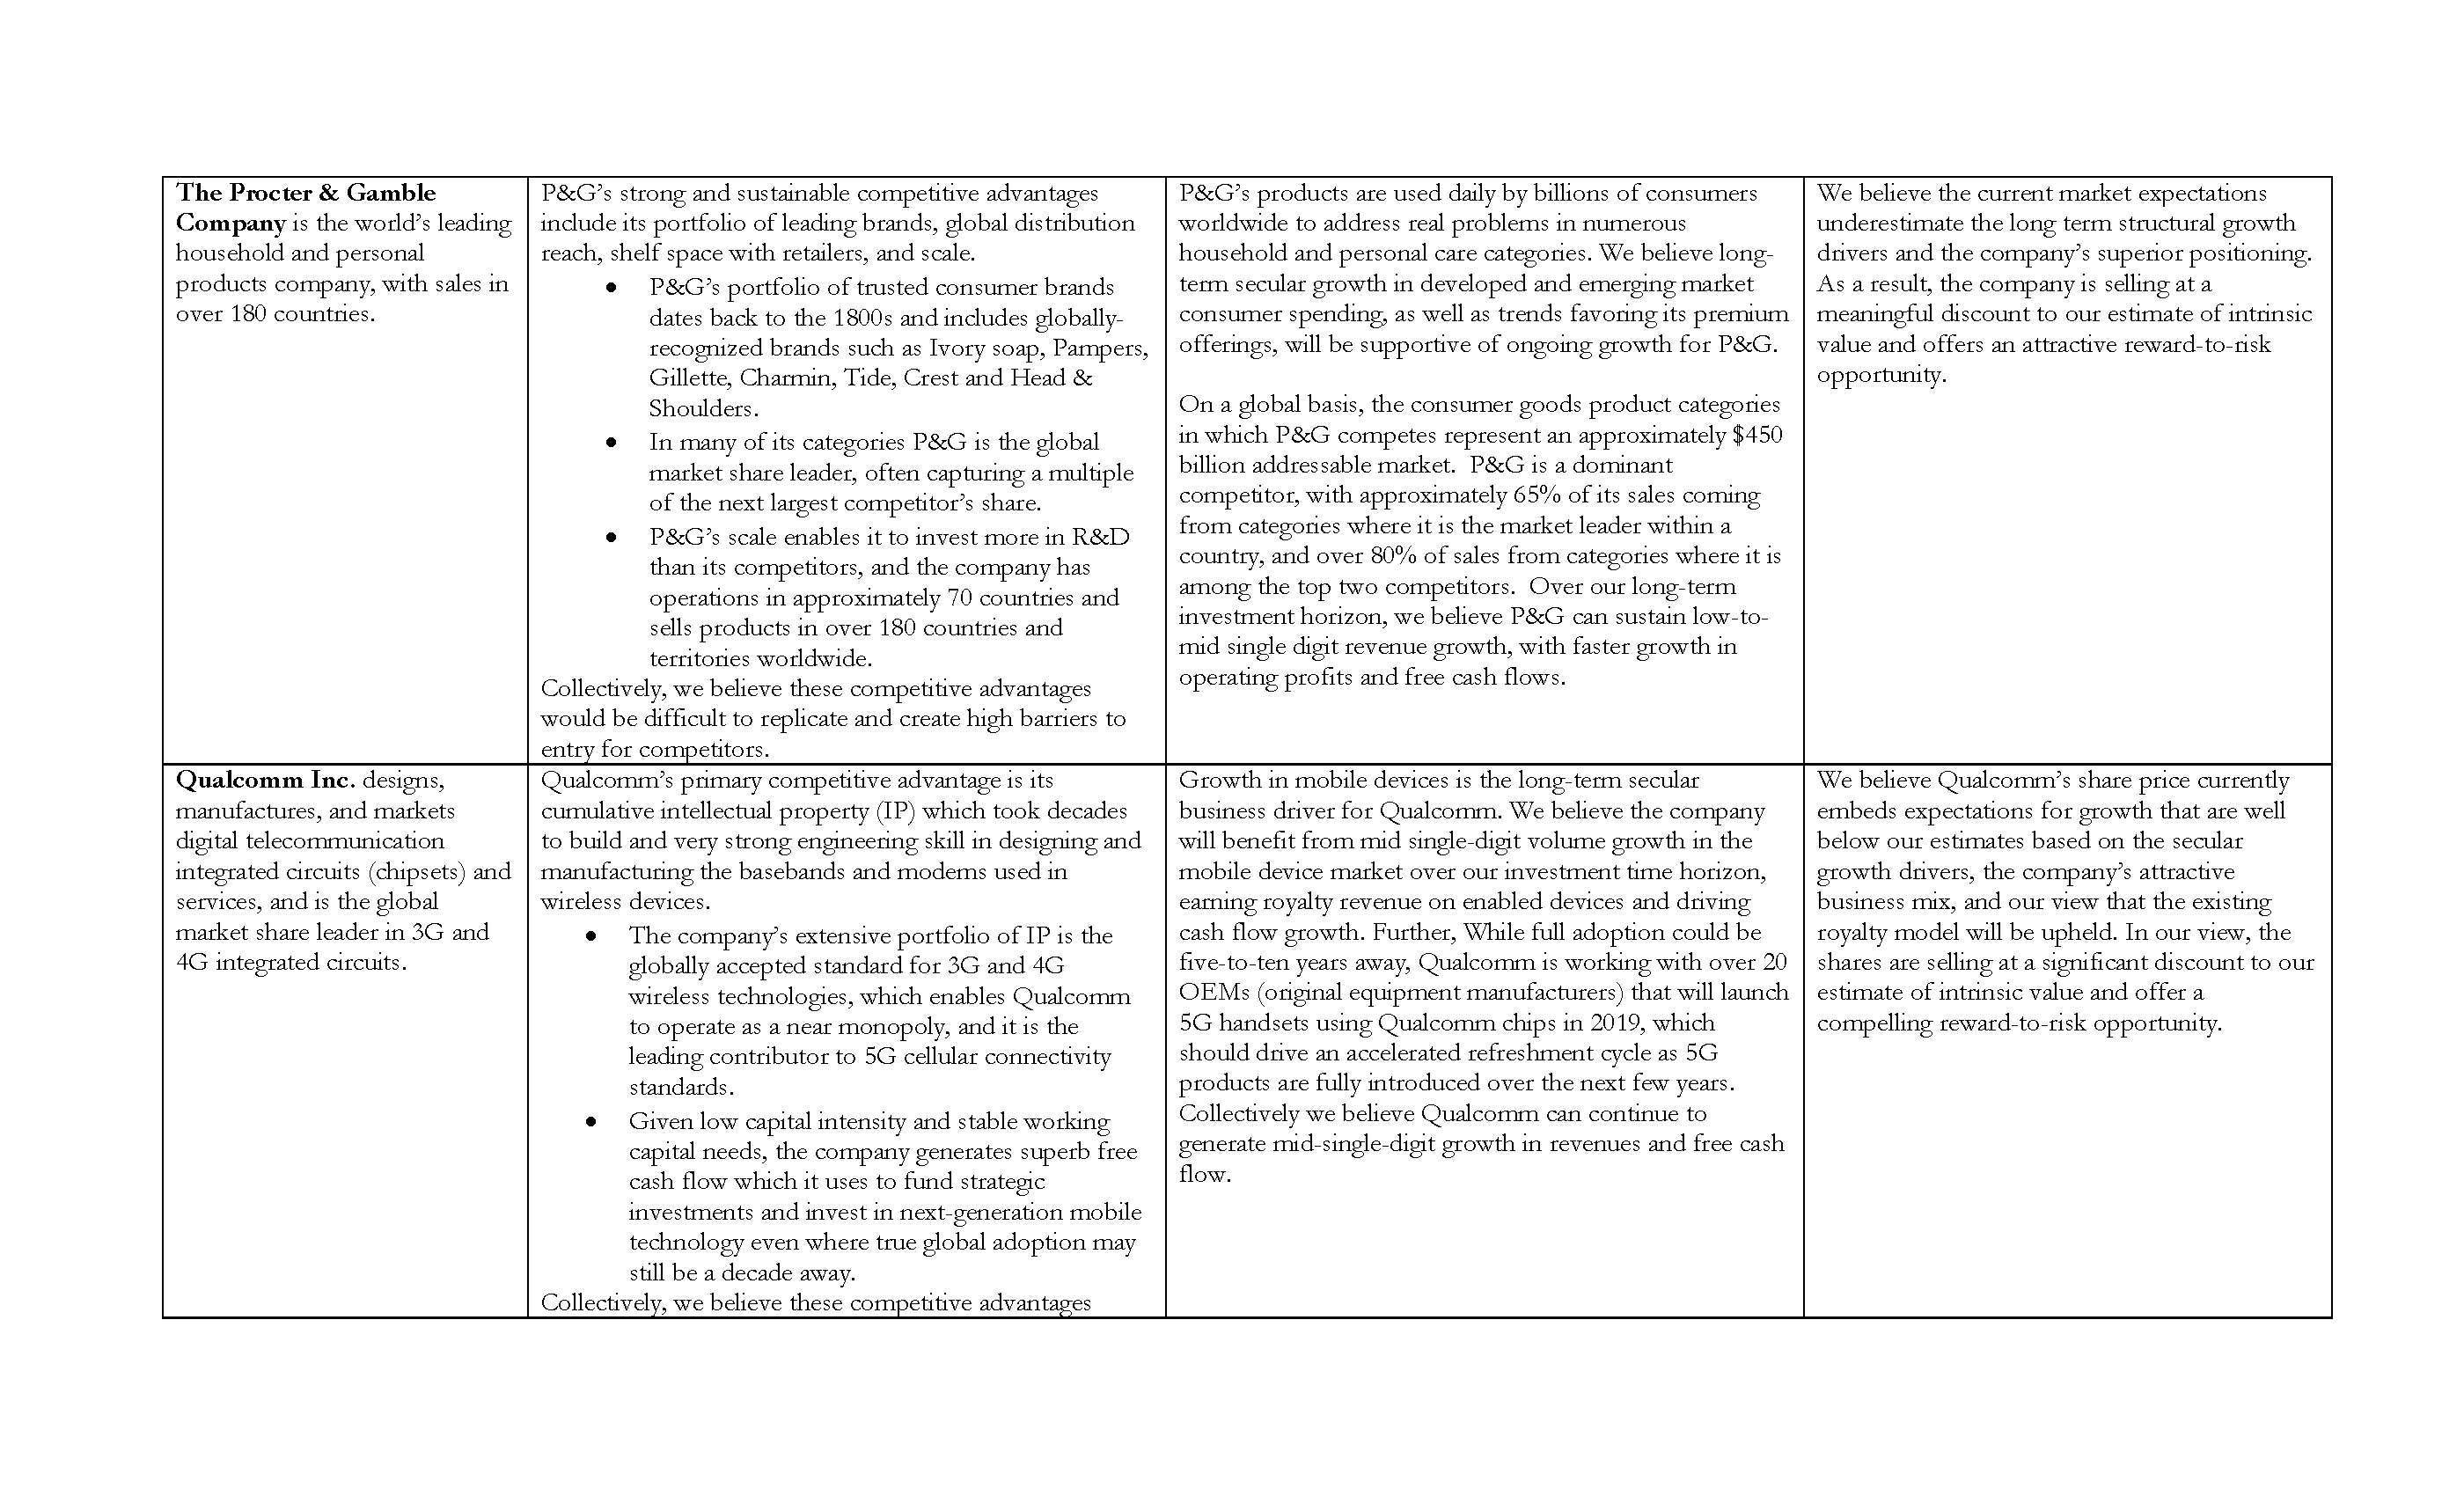 The Procter & Gamble
Company is the world’s leading
household and personal
products company, with sales in
over 180 countries.
P&G’s strong and sustainable competitive advantages
include its portfolio of leading brands, global distribution
reach, shelf space with retailers, and scale.
• P&G’s portfolio of trusted consumer brands
dates back to the 1800s and includes globally-
recognized brands such as Ivory soap, Pampers,
Gillette, Charmin, Tide, Crest and Head &
Shoulders.
• In many of its categories P&G is the global
market share leader, often capturing a multiple
of the next largest competitor’s share.
• P&G’s scale enables it to invest more in R&D
than its competitors, and the company has
operations in approximately 70 countries and
sells products in over 180 countries and
territories worldwide.
Collectively, we believe these competitive advantages
would be difficult to replicate and create high barriers to
entry for competitors.
P&G’s products are used daily by billions of consumers
worldwide to address real problems in numerous
household and personal care categories. We believe long-
term secular growth in developed and emerging market
consumer spending, as well as trends favoring its premium
offerings, will be supportive of ongoing growth for P&G.
On a global basis, the consumer goods product categories
in which P&G competes represent an approximately $450
billion addressable market.  P&G is a dominant
competitor, with approximately 65% of its sales coming
from categories where it is the market leader within a
country, and over 80% of sales from categories where it is
among the top two competitors.  Over our long-term
investment horizon, we believe P&G can sustain low-to-
mid single digit revenue growth, with faster growth in
operating profits and free cash flows.
We believe the current market expectations
underestimate the long term structural growth
drivers and the company’s superior positioning.
As a result, the company is selling at a
meaningful discount to our estimate of intrinsic
value and offers an attractive reward-to-risk
opportunity.
Qualcomm Inc. designs,
manufactures, and markets
digital telecommunication
integrated circuits (chipsets) and
services, and is the global
market share leader in 3G and
4G integrated circuits.
Qualcomm’s primary competitive advantage is its
cumulative intellectual property (IP) which took decades
to build and very strong engineering skill in designing and
manufacturing the basebands and modems used in
wireless devices.
• The company’s extensive portfolio of IP is the
globally accepted standard for 3G and 4G
wireless technologies, which enables Qualcomm
to operate as a near monopoly, and it is the
leading contributor to 5G cellular connectivity
standards.
• Given low capital intensity and stable working
capital needs, the company generates superb free
cash flow which it uses to fund strategic
investments and invest in next-generation mobile
technology even where true global adoption may
still be a decade away.
Collectively, we believe these competitive advantages
Growth in mobile devices is the long-term secular
business driver for Qualcomm. We believe the company
will benefit from mid single-digit volume growth in the
mobile device market over our investment time horizon,
earning royalty revenue on enabled devices and driving
cash flow growth. Further, While full adoption could be
five-to-ten years away, Qualcomm is working with over 20
OEMs (original equipment manufacturers) that will launch
5G handsets using Qualcomm chips in 2019, which
should drive an accelerated refreshment cycle as 5G
products are fully introduced over the next few years.
Collectively we believe Qualcomm can continue to
generate mid-single-digit growth in revenues and free cash
flow.
We believe Qualcomm’s share price currently
embeds expectations for growth that are well
below our estimates based on the secular
growth drivers, the company’s attractive
business mix, and our view that the existing
royalty model will be upheld. In our view, the
shares are selling at a significant discount to our
estimate of intrinsic value and offer a
compelling reward-to-risk opportunity.